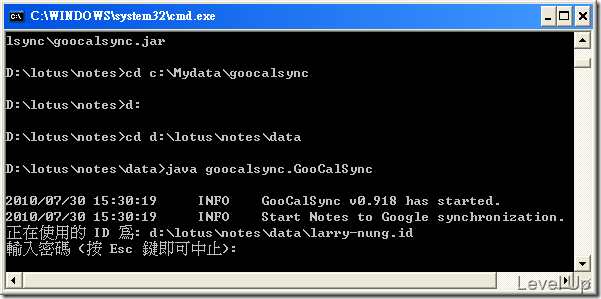 C:\WINDOWS\system32\cmd.exe
lsync\goocalsync.jar
D:\lotus\notes>cd c:\Mydata\goocalsync
D:\lotus\notes>d:
D:\lotus\notes>cd d:\lotus\notes\data
D:\lotus\notes\data>java goocalsync.GooCalSync
2010/07/30 15:30:19 INFO GooCalSync v0.918 has started.
2010/07/30 15:30:19 INFO Start Notes to Google synchronization.
正在使用的 ID 為: d:\lotus\notes\data\larry-nung.id
輸入密碼 (按 Esc 鍵即可中止):
Level Up